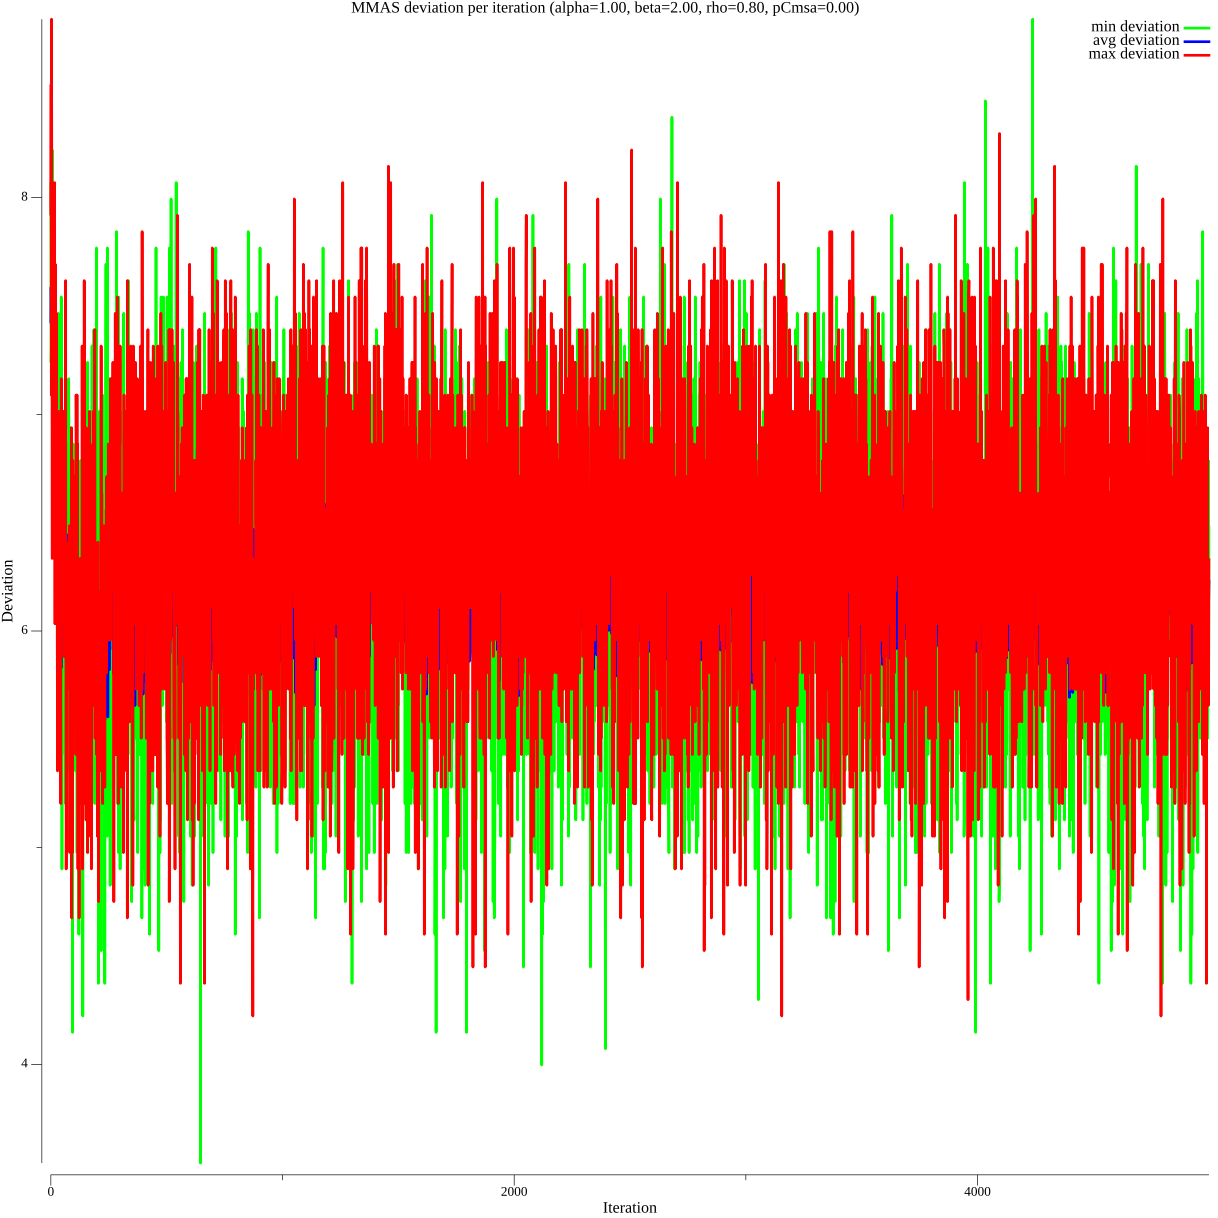 MMAS deviation per iteration (alpha=1.00, beta=2.00, rho=0.80, pCmsa=0.00)
min deviation
avg deviation
max deviation
8
6
4
Deviation
0 2000 4000
Iteration